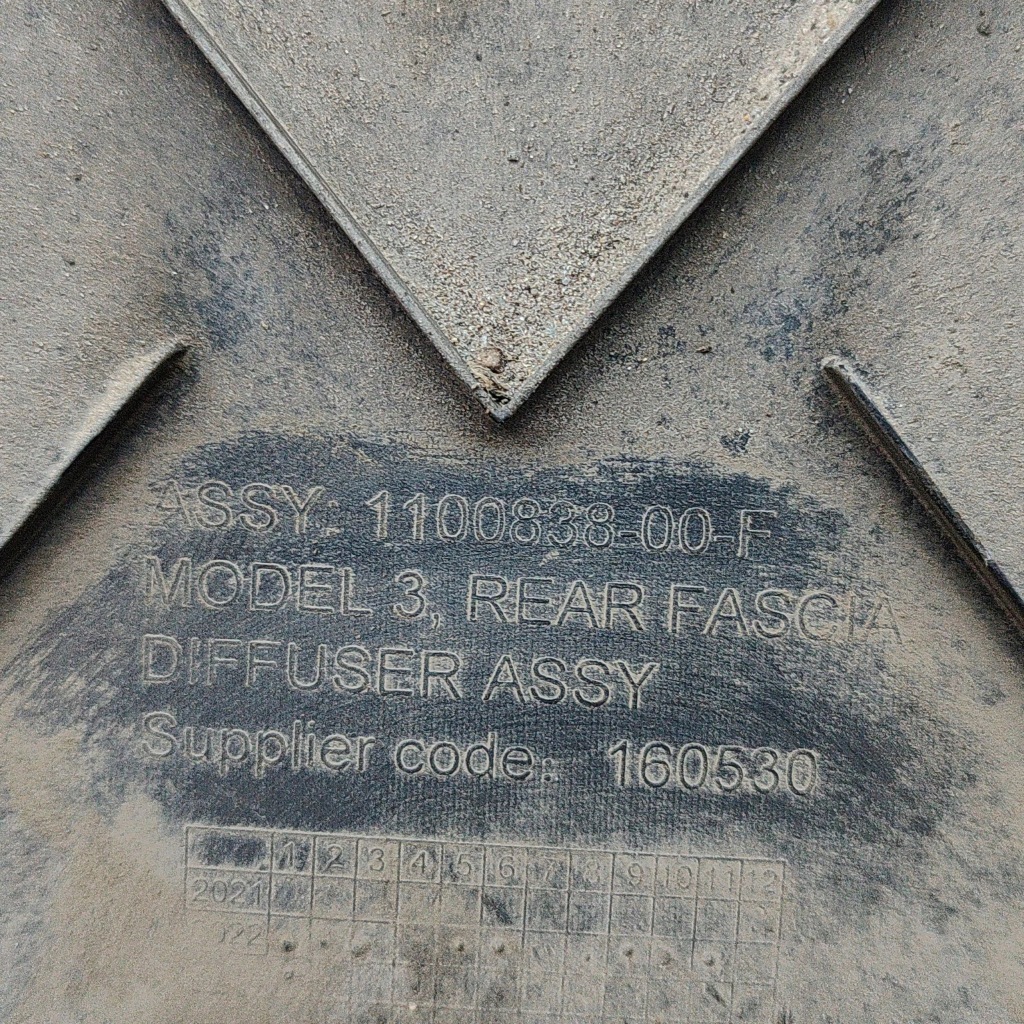 ASSY: 1100838-00-F
MODEL 3, REAR FASCIA
DIFFUSER ASSY
Supplier code: 160530
1 2 3 4 5 6 7 8 9 10 11 12
2021